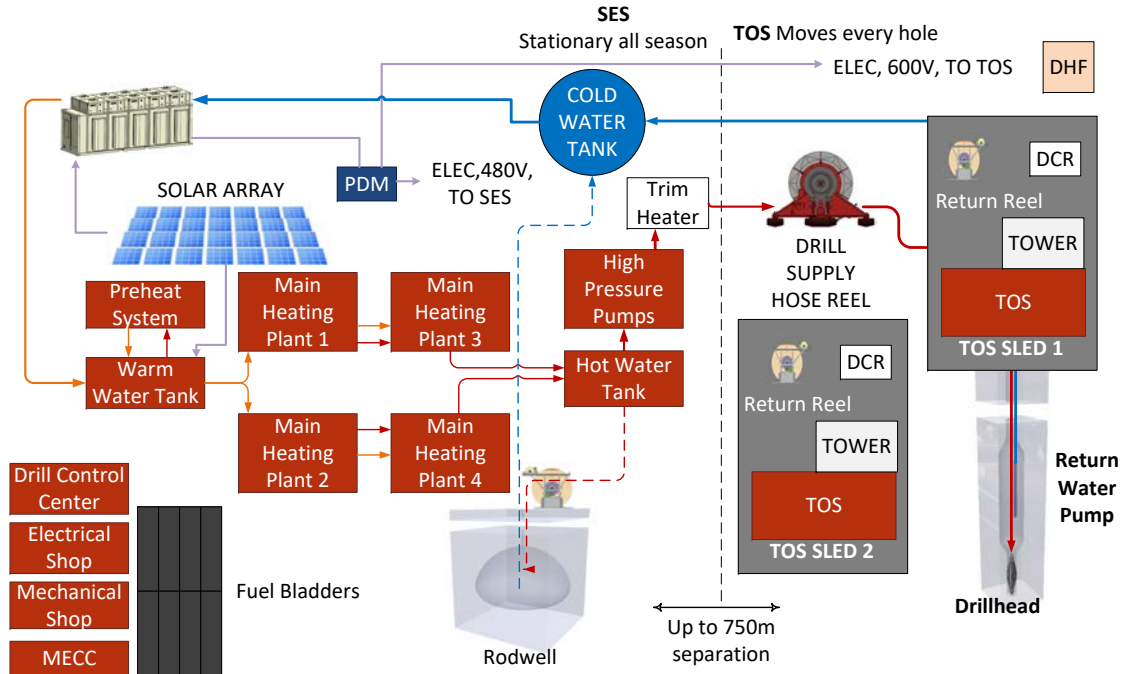 SES
Stationary all season
TOS Moves every hole
ELEC, 600V, TO TOS
DHF
COLD
WATER
TANK
PDM
ELEC,480V,
TO SES
SOLAR ARRAY
Trim
Heater
DRILL
SUPPLY
HOSE REEL
DCR
Return Reel
TOWER
TOS
TOS SLED 1
Preheat
System
Warm
Water Tank
Main
Heating
Plant 1
Main
Heating
Plant 3
High
Pressure
Pumps
Hot Water
Tank
Main
Heating
Plant 2
Main
Heating
Plant 4
DCR
Return Reel
TOWER
TOS
TOS SLED 2
Return
Water
Pump
Drillhead
Drill Control
Center
Electrical
Shop
Mechanical
Shop
MECC
Fuel Bladders
Rodwell
Up to 750m
separation